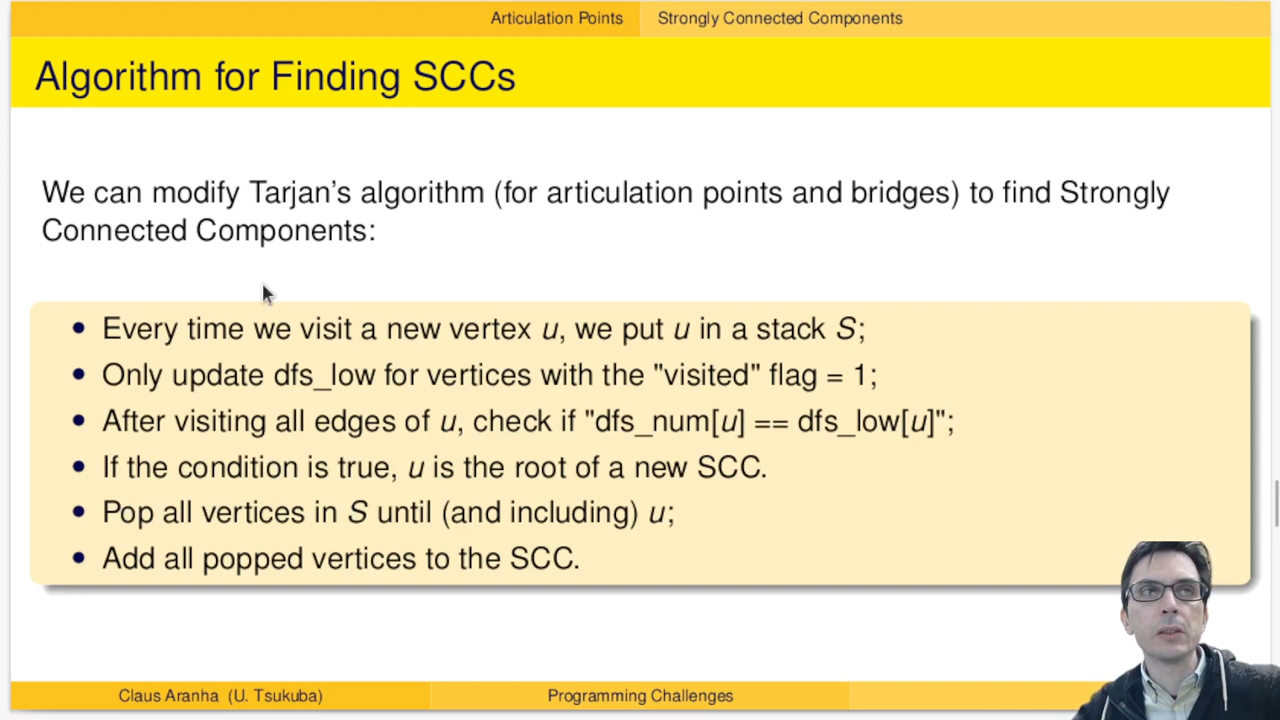 Articulation Points Strongly Connected Components
Algorithm for Finding SCCs
We can modify Tarjan's algorithm (for articulation points and bridges) to find Strongly
Connected Components:
• Every time we visit a new vertex u, we put u in a stack S;
• Only update dfs_low for vertices with the "visited" flag = 1;
• After visiting all edges of u, check if "dfs_num[u] == dfs_low[u]";
• If the condition is true, u is the root of a new SCC.
• Pop all vertices in S until (and including) u;
• Add all popped vertices to the SCC.
Claus Aranha (U. Tsukuba) Programming Challenges